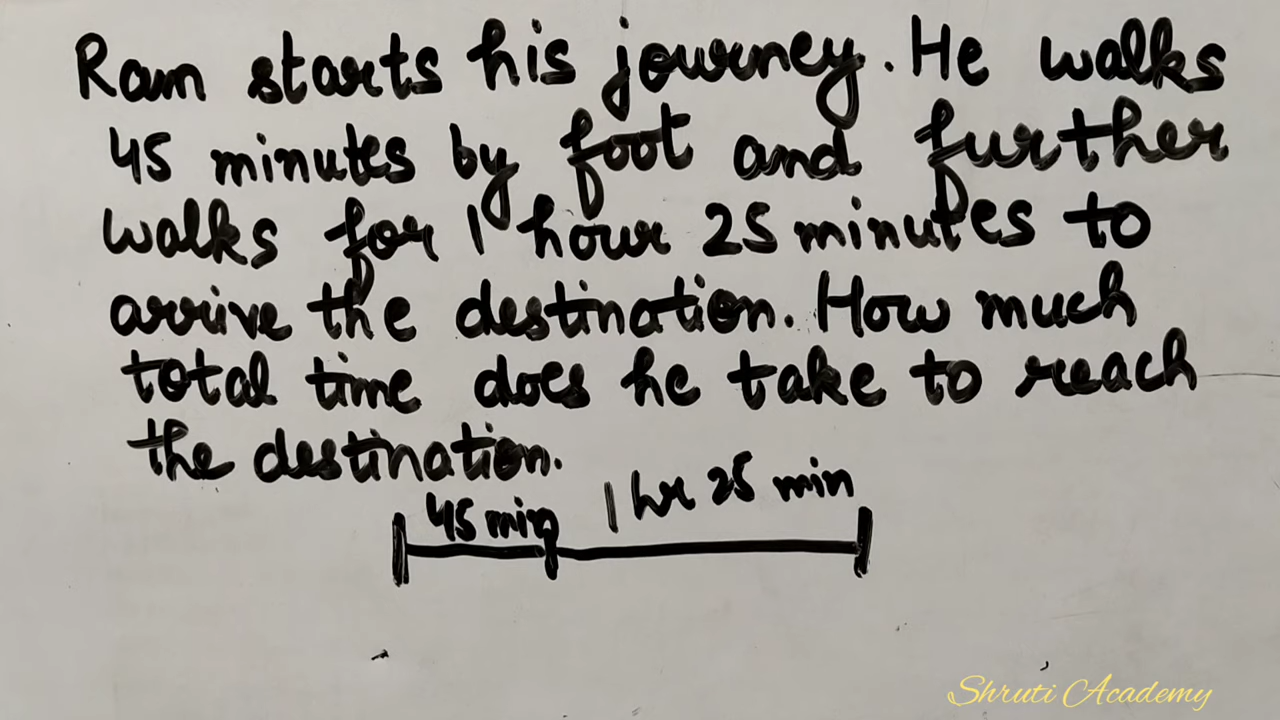 Ram starts his journey. He walks
45 minutes by foot and further
walks for 1 hour 25 minutes to
arrive the destination. How much
total time does he take to reach
the destination.
45 min 1 hr 25 min
Shruti Academy